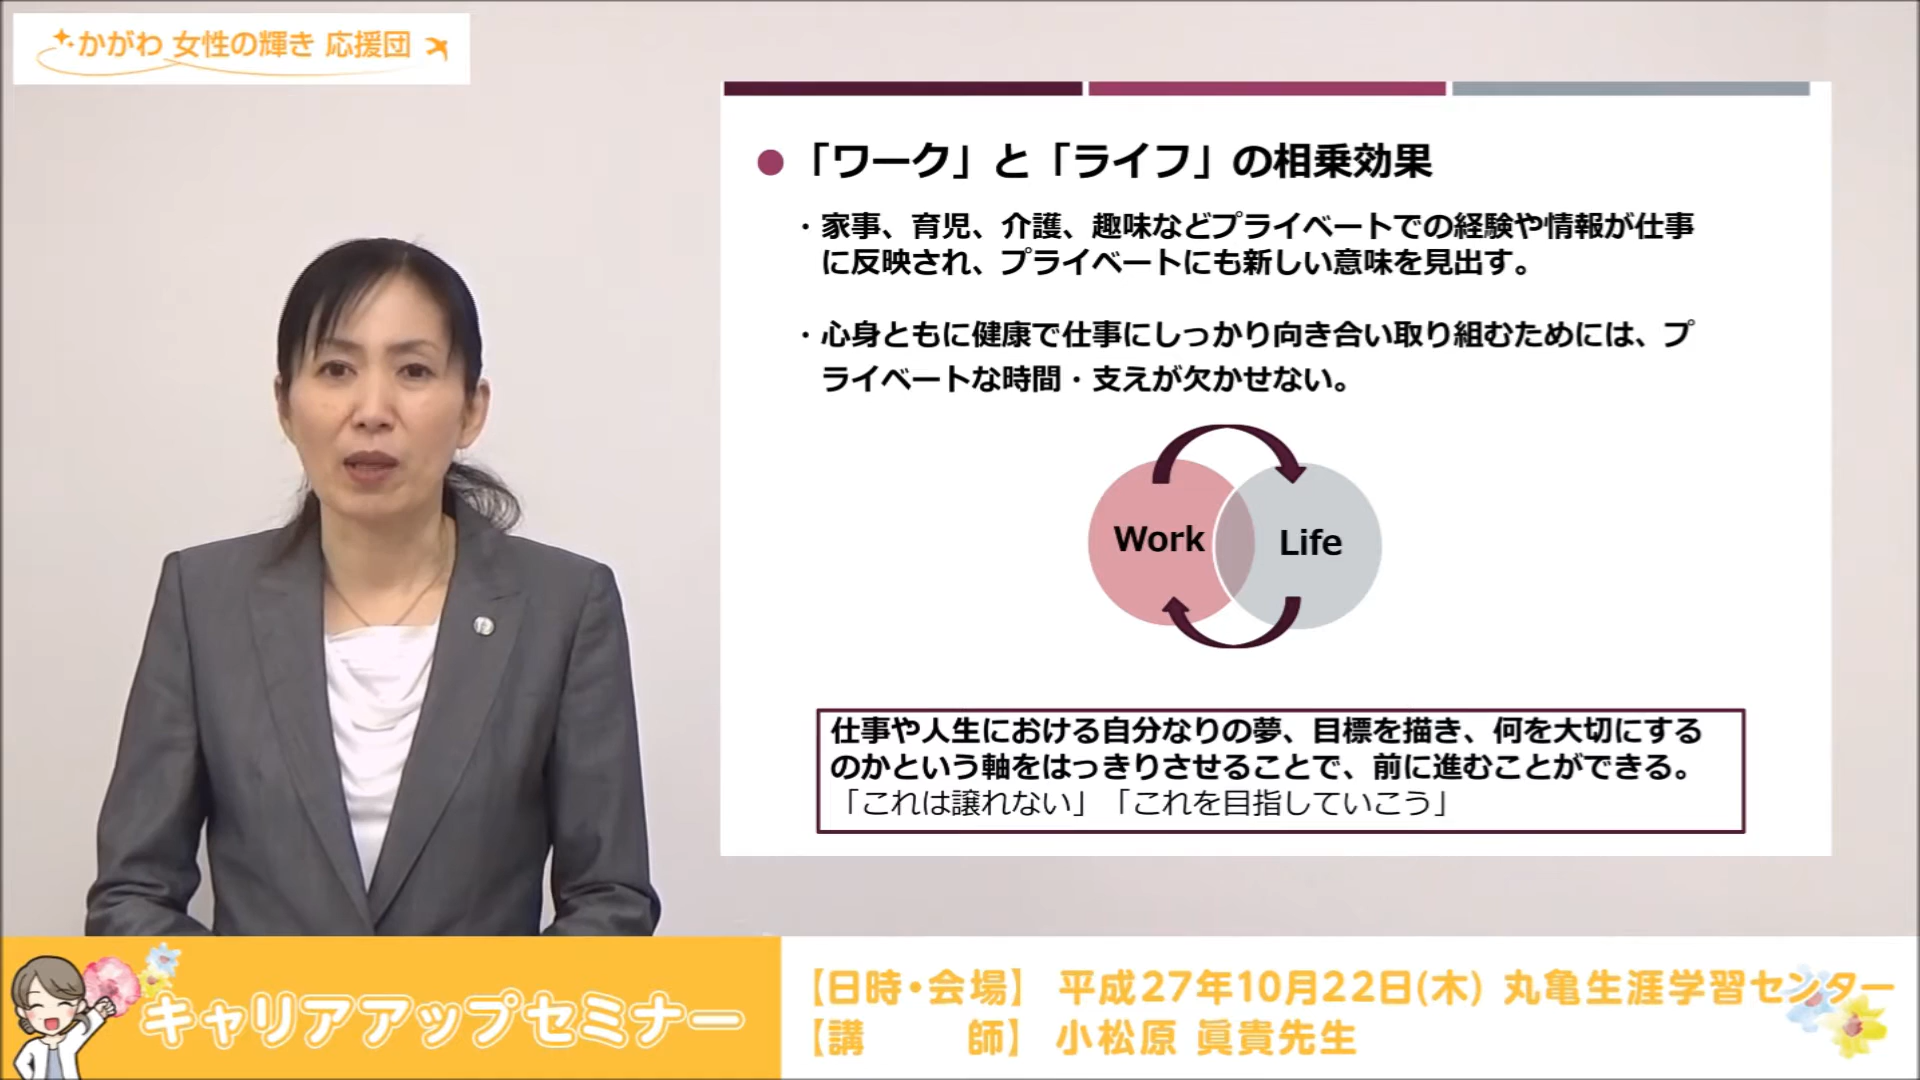 かがわ 女性の輝き 応援団
「ワーク」と「ライフ」の相乗効果
・家事、育児、介護、趣味などプライベートでの経験や情報が仕事
に反映され、プライベートにも新しい意味を見出す。
・心身ともに健康で仕事にしっかり向き合い取り組むためには、プ
ライベートな時間・支えが欠かせない。
Work
Life
仕事や人生における自分なりの夢、目標を描き、何を大切にする
のかという軸をはっきりさせることで、前に進むことができる。
「これは譲れない」「これを目指していこう」
キャリアアップセミナー
【日時・会場】 平成27年10月22日(木) 丸亀生涯学習センター
【講　　師】 小松原 眞貴先生